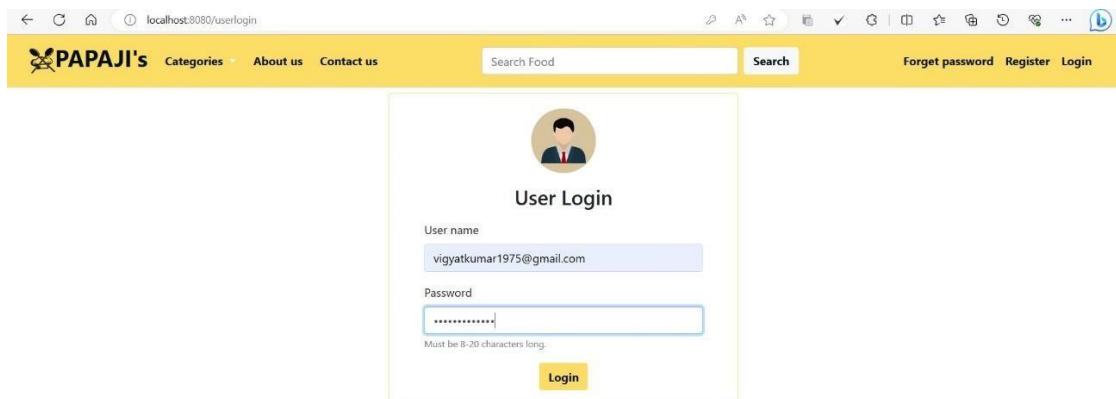 localhost:8080/userlogin
PAPAJI's Categories About us Contact us Search Food Search Forget password Register Login
User Login
User name
vigyatkumar1975@gmail.com
Password
•••••••••••••
Must be 8-20 characters long.
Login